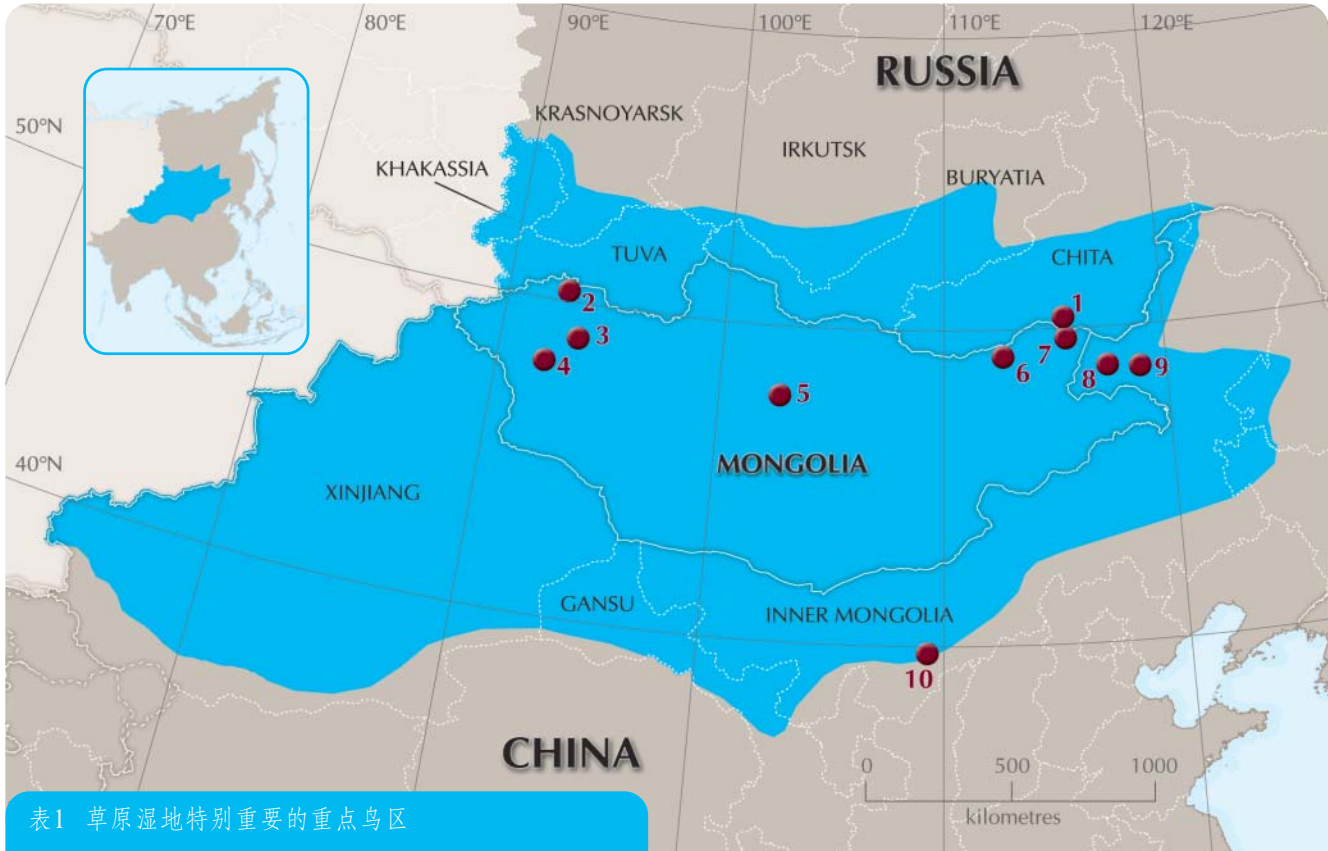 70°E
80°E
90°E
100°E
110°E
120°E
RUSSIA
50°N
KRASNOYARSK
IRKUTSK
KHAKASSIA
BURYATIA
TUVA
CHITA
1
2
3
7
4
6
8
9
5
40°N
MONGOLIA
XINJIANG
GANSU
INNER MONGOLIA
10
CHINA
0 500 1000
kilometres
表1 草原湿地特别重要的重点鸟区